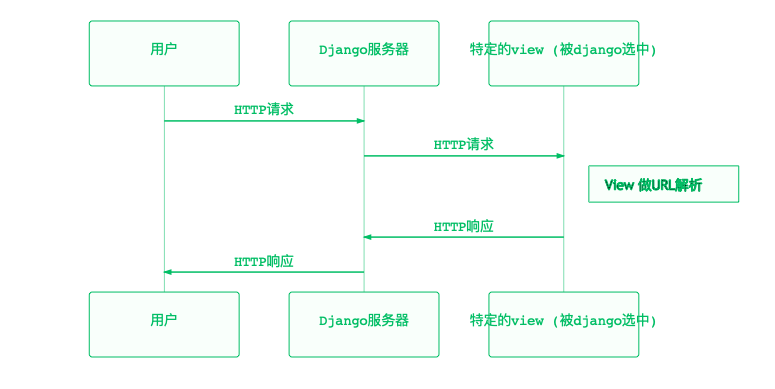 用户
Django服务器
特定的view (被django选中)
HTTP请求
HTTP请求
View 做URL解析
HTTP响应
HTTP响应
用户
Django服务器
特定的view (被django选中)